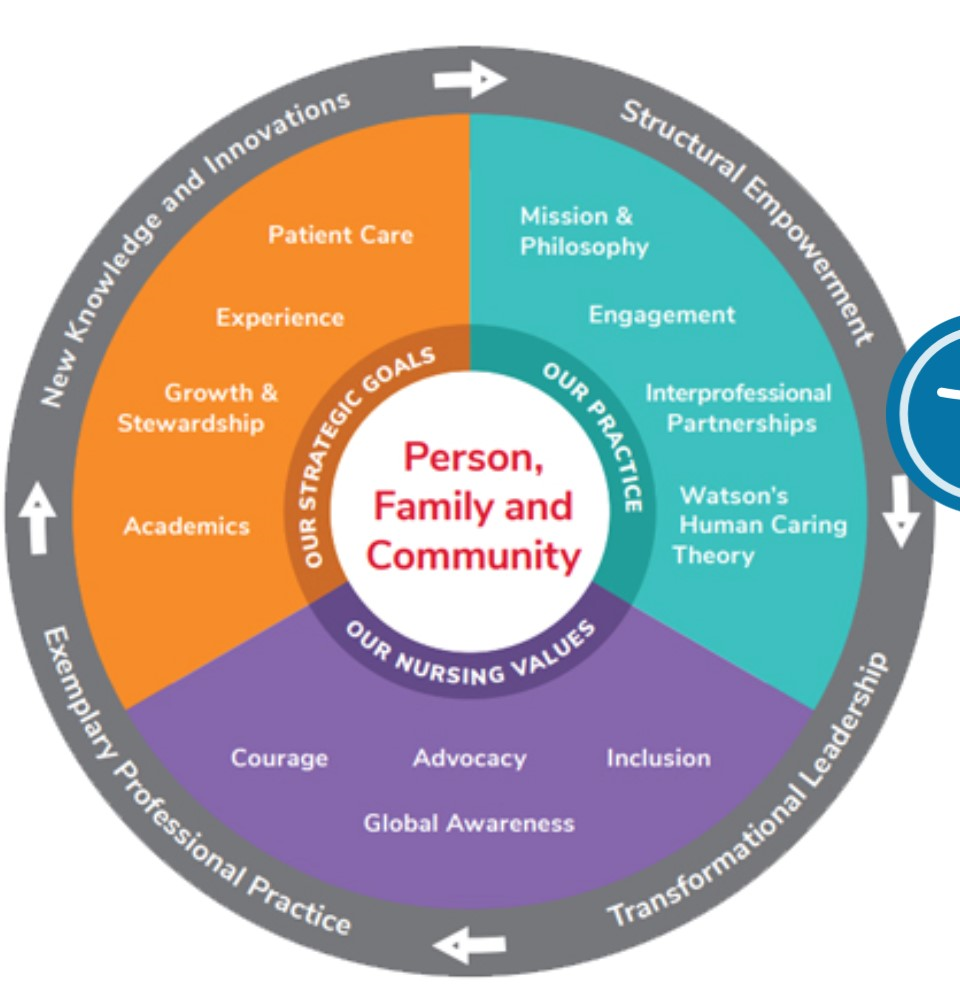 New Knowledge and Innovations
Structural Empowerment
Patient Care
Experience
Growth &
Stewardship
Academics
OUR STRATEGIC GOALS
Mission &
Philosophy
Engagement
Interprofessional
Partnerships
Watson's
Human Caring
Theory
OUR PRACTICE
Person,
Family and
Community
OUR NURSING VALUES
Courage
Advocacy
Inclusion
Global Awareness
Exemplary Professional Practice
Transformational Leadership